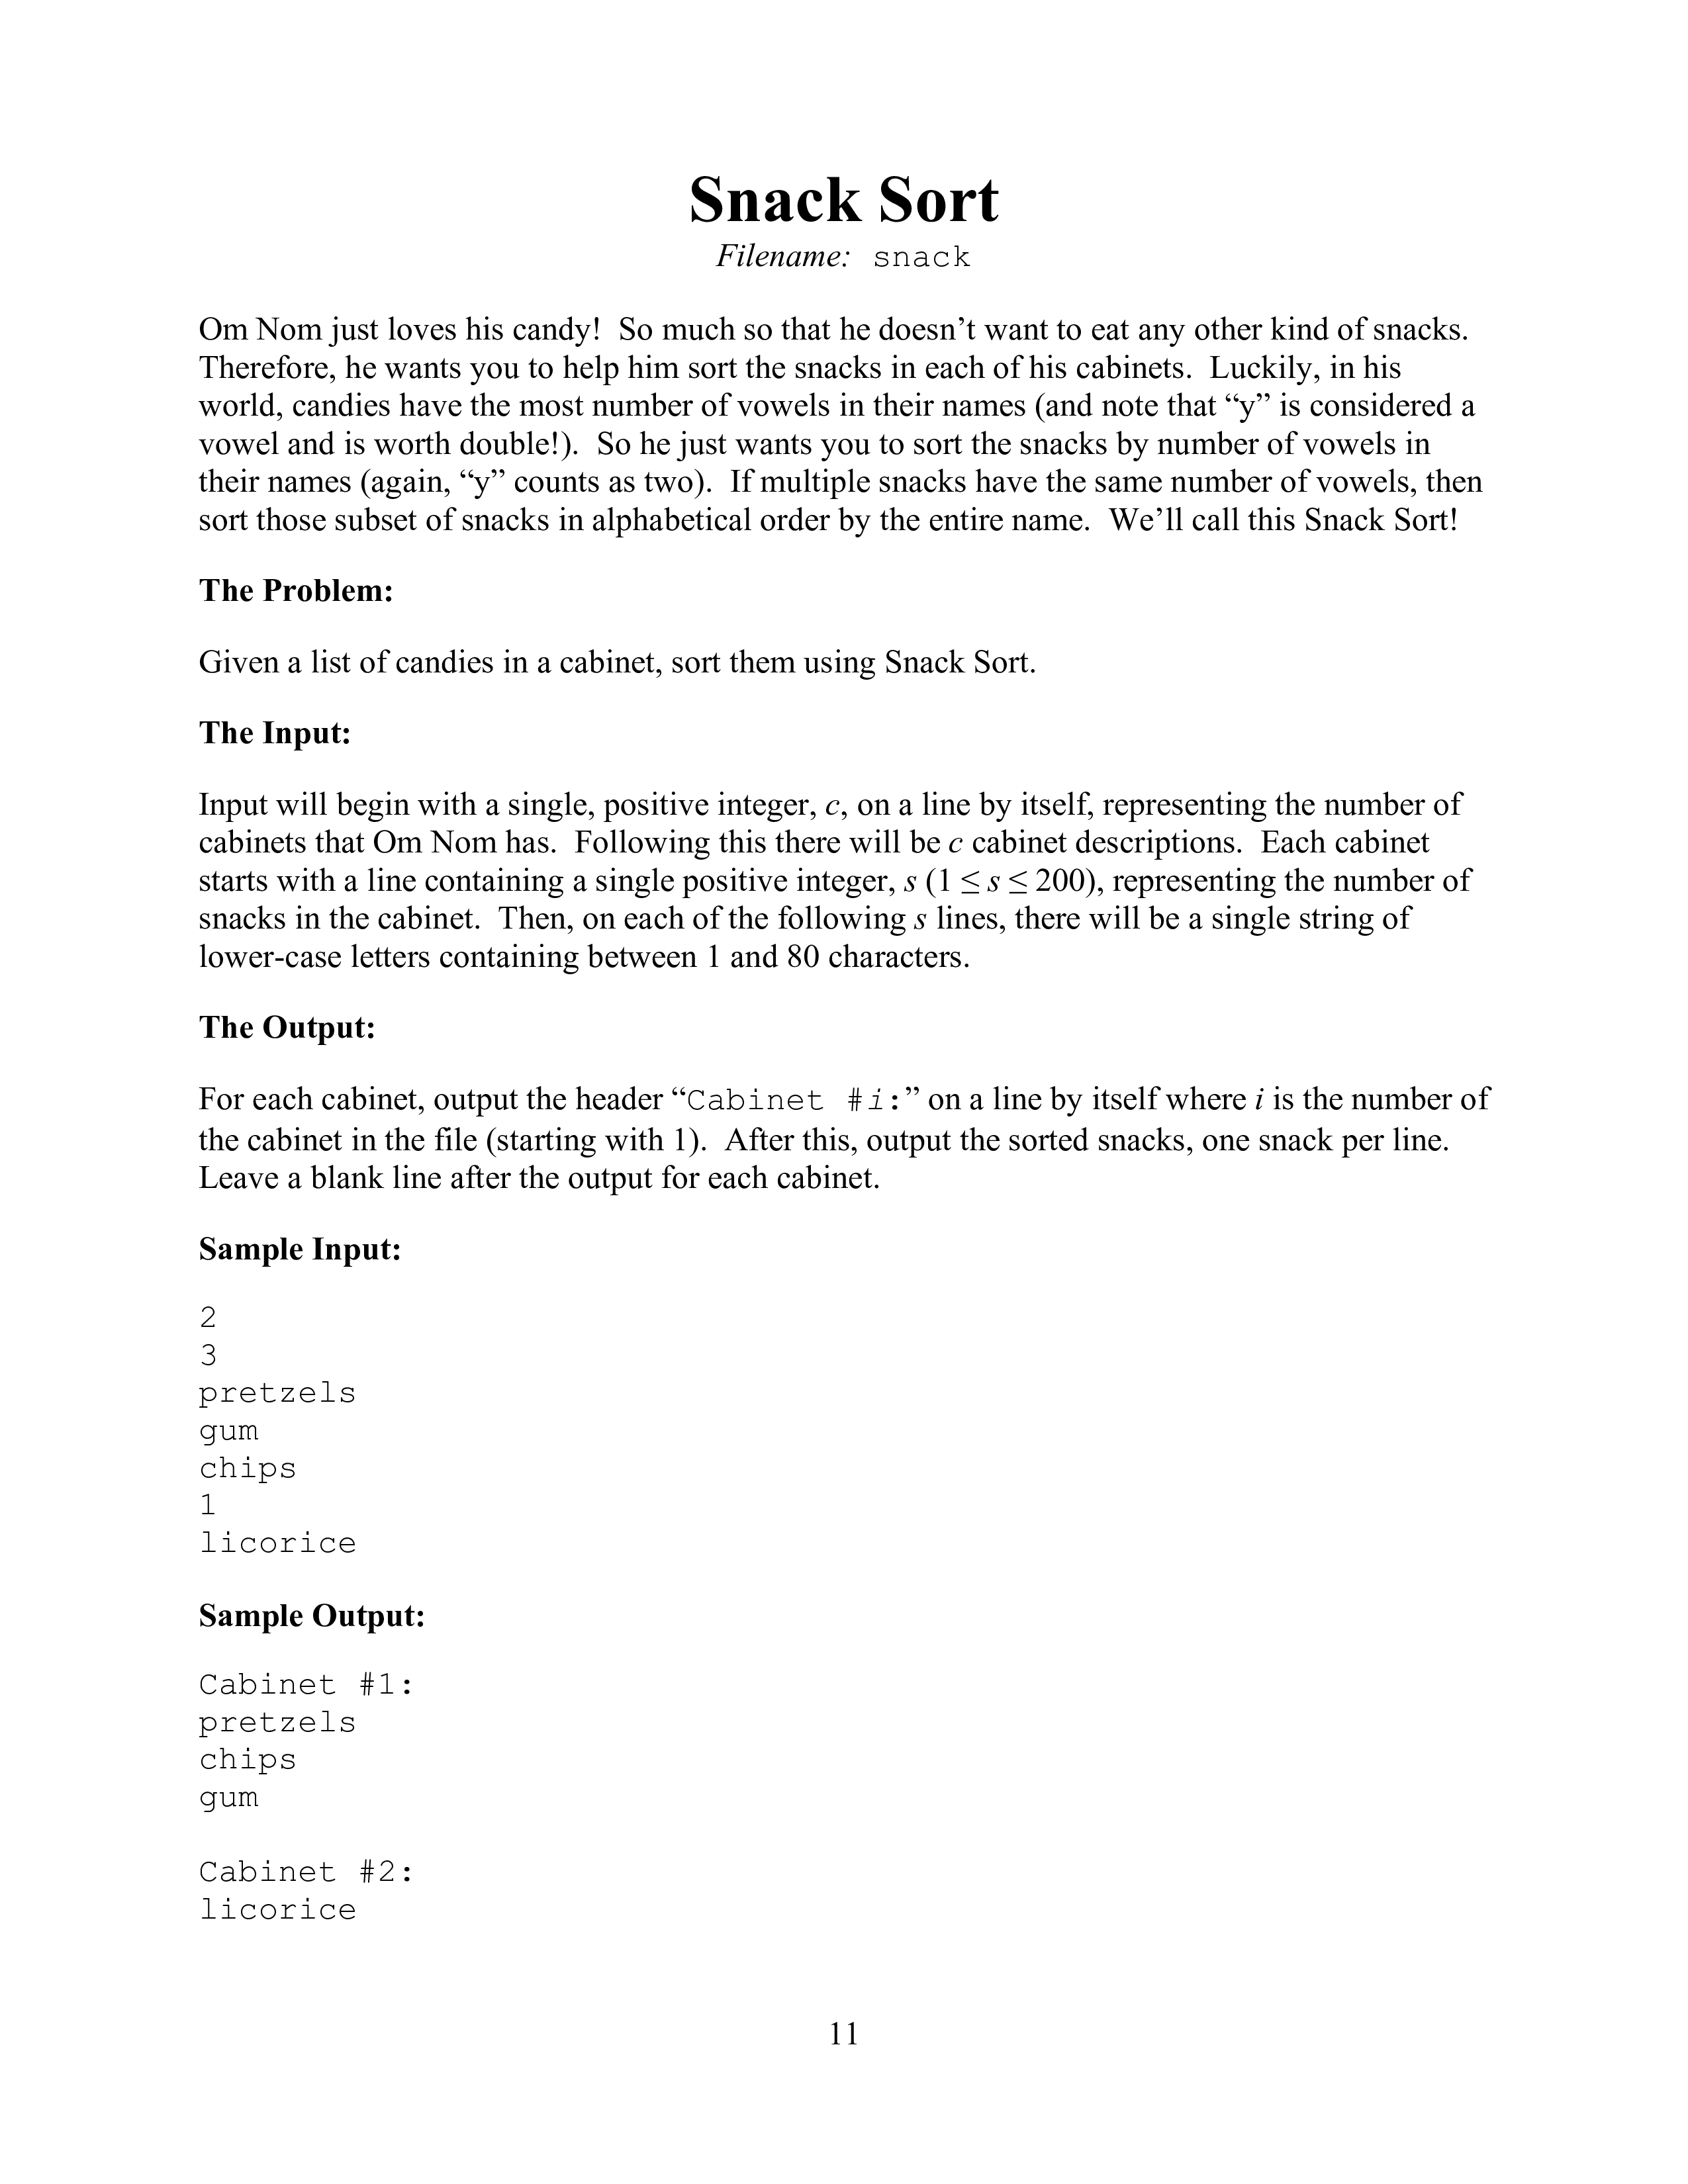 Snack Sort
Filename: snack
Om Nom just loves his candy! So much so that he doesn’t want to eat any other kind of snacks.
Therefore, he wants you to help him sort the snacks in each of his cabinets. Luckily, in his
world, candies have the most number of vowels in their names (and note that “y” is considered a
vowel and is worth double!). So he just wants you to sort the snacks by number of vowels in
their names (again, “y” counts as two). If multiple snacks have the same number of vowels, then
sort those subset of snacks in alphabetical order by the entire name. We’ll call this Snack Sort!
The Problem:
Given a list of candies in a cabinet, sort them using Snack Sort.
The Input:
Input will begin with a single, positive integer, c, on a line by itself, representing the number of
cabinets that Om Nom has. Following this there will be c cabinet descriptions. Each cabinet
starts with a line containing a single positive integer, s (1 ≤ s ≤ 200), representing the number of
snacks in the cabinet. Then, on each of the following s lines, there will be a single string of
lower-case letters containing between 1 and 80 characters.
The Output:
For each cabinet, output the header “Cabinet #i:” on a line by itself where i is the number of
the cabinet in the file (starting with 1). After this, output the sorted snacks, one snack per line.
Leave a blank line after the output for each cabinet.
Sample Input:
2
3
pretzels
gum
chips
1
licorice
Sample Output:
Cabinet #1:
pretzels
chips
gum
Cabinet #2:
licorice
11